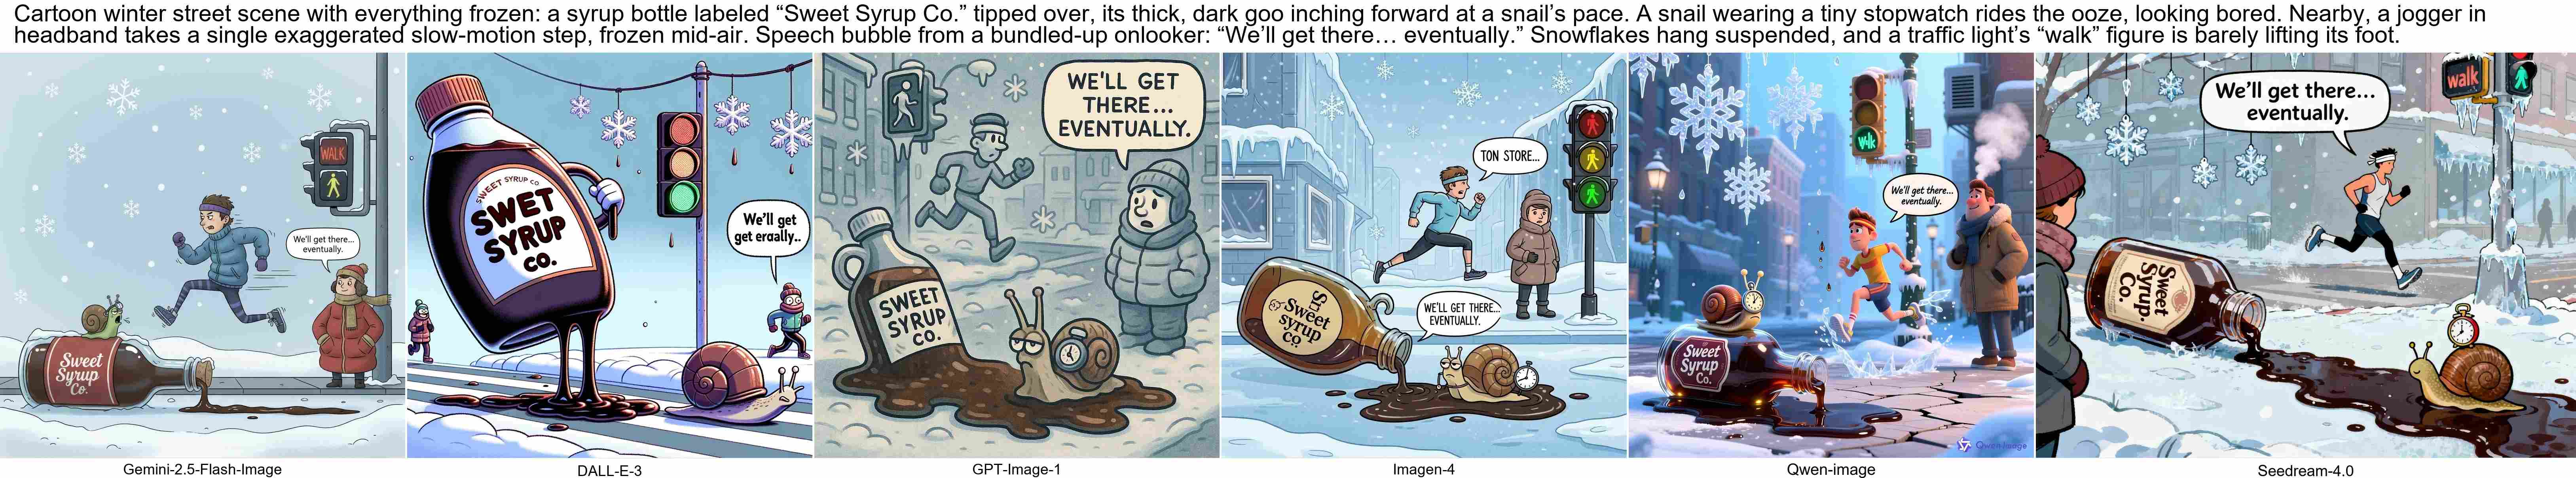 Cartoon winter street scene with everything frozen: a syrup bottle labeled “Sweet Syrup Co.” tipped over, its thick, dark goo inching forward at a snail’s pace. A snail wearing a tiny stopwatch rides the ooze, looking bored. Nearby, a jogger in
headband takes a single exaggerated slow-motion step, frozen mid-air. Speech bubble from a bundled-up onlooker: “We’ll get there… eventually.” Snowflakes hang suspended, and a traffic light’s “walk” figure is barely lifting its foot.
WALK
We'll get there...
eventually.
Sweet
Syrup
Co.
Gemini-2.5-Flash-Image
SWEET SYRUP CO
SWET
SYRUP
CO.
We'll get
get ergally..
DALL-E-3
WE'LL GET
THERE...
EVENTUALLY.
SWEET
SYRUP
CO.
GPT-Image-1
TON STORE...
WE'LL GET THERE...
EVENTUALLY.
Sweet
syrup
co.
Imagen-4
walk
We'll get there...
eventually.
Sweet
Syrup
Co.
Qwen-Image
Qwen-image
walk
We'll get there...
eventually.
Sweet
Syrup.
Co.
Seedream-4.0